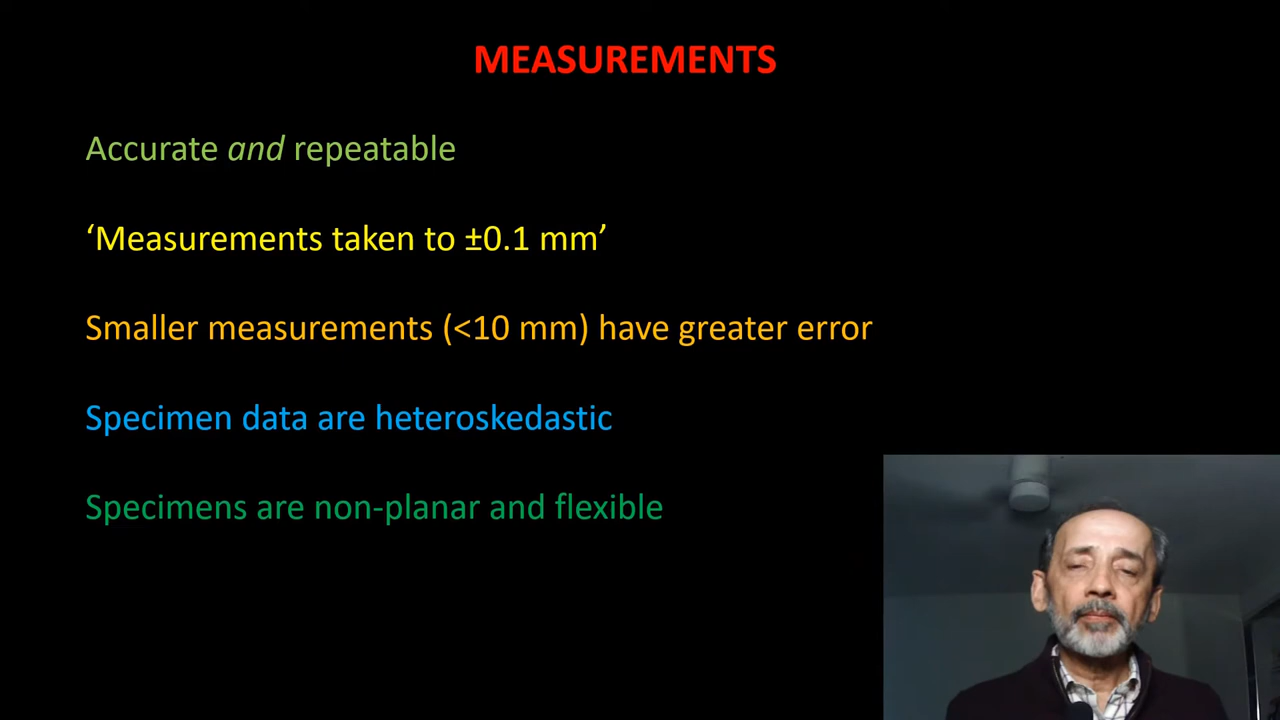 MEASUREMENTS
Accurate and repeatable
‘Measurements taken to ±0.1 mm’
Smaller measurements (<10 mm) have greater error
Specimen data are heteroskedastic
Specimens are non-planar and flexible